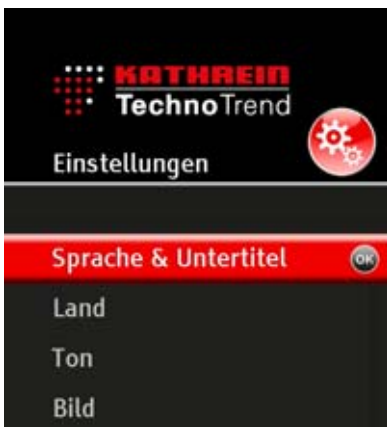 KATHREIN
TechnoTrend
Einstellungen
Sprache & Untertitel OK
Land
Ton
Bild